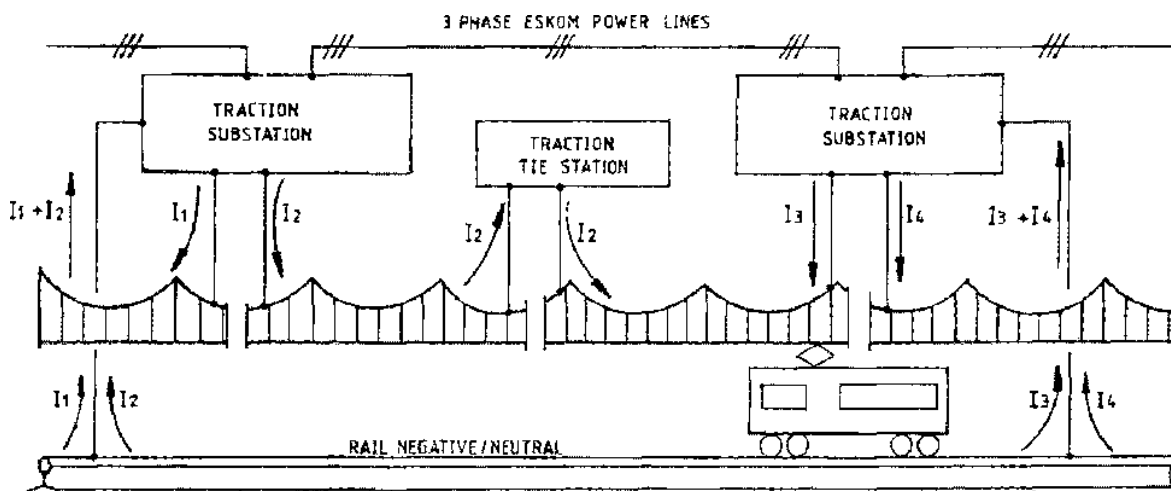 3 PHASE ESKOM POWER LINES
TRACTION
SUBSTATION
TRACTION
TIE STATION
TRACTION
SUBSTATION
I1 + I2
I1
I2
I2
I2
I3
I4
I3 + I4
I1
I2
I3
I4
RAIL NEGATIVE/NEUTRAL